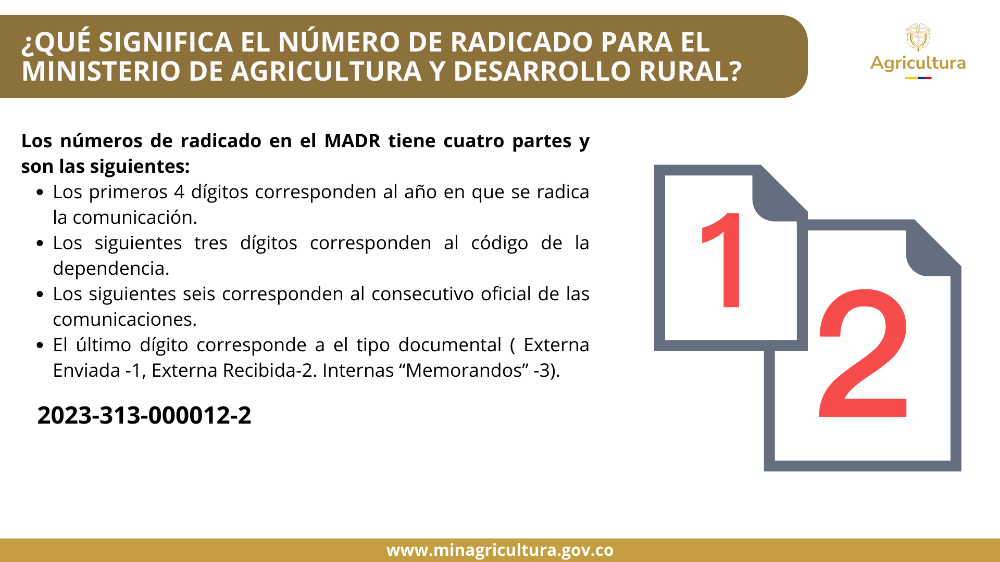 ¿QUÉ SIGNIFICA EL NÚMERO DE RADICADO PARA EL
MINISTERIO DE AGRICULTURA Y DESARROLLO RURAL?
Agricultura
Los números de radicado en el MADR tiene cuatro partes y
son las siguientes:
• Los primeros 4 dígitos corresponden al año en que se radica
la comunicación.
• Los siguientes tres dígitos corresponden al código de la
dependencia.
• Los siguientes seis corresponden al consecutivo oficial de las
comunicaciones.
• El último dígito corresponde a el tipo documental ( Externa
Enviada -1, Externa Recibida-2. Internas “Memorandos” -3).
2023-313-000012-2
1
2
www.minagricultura.gov.co